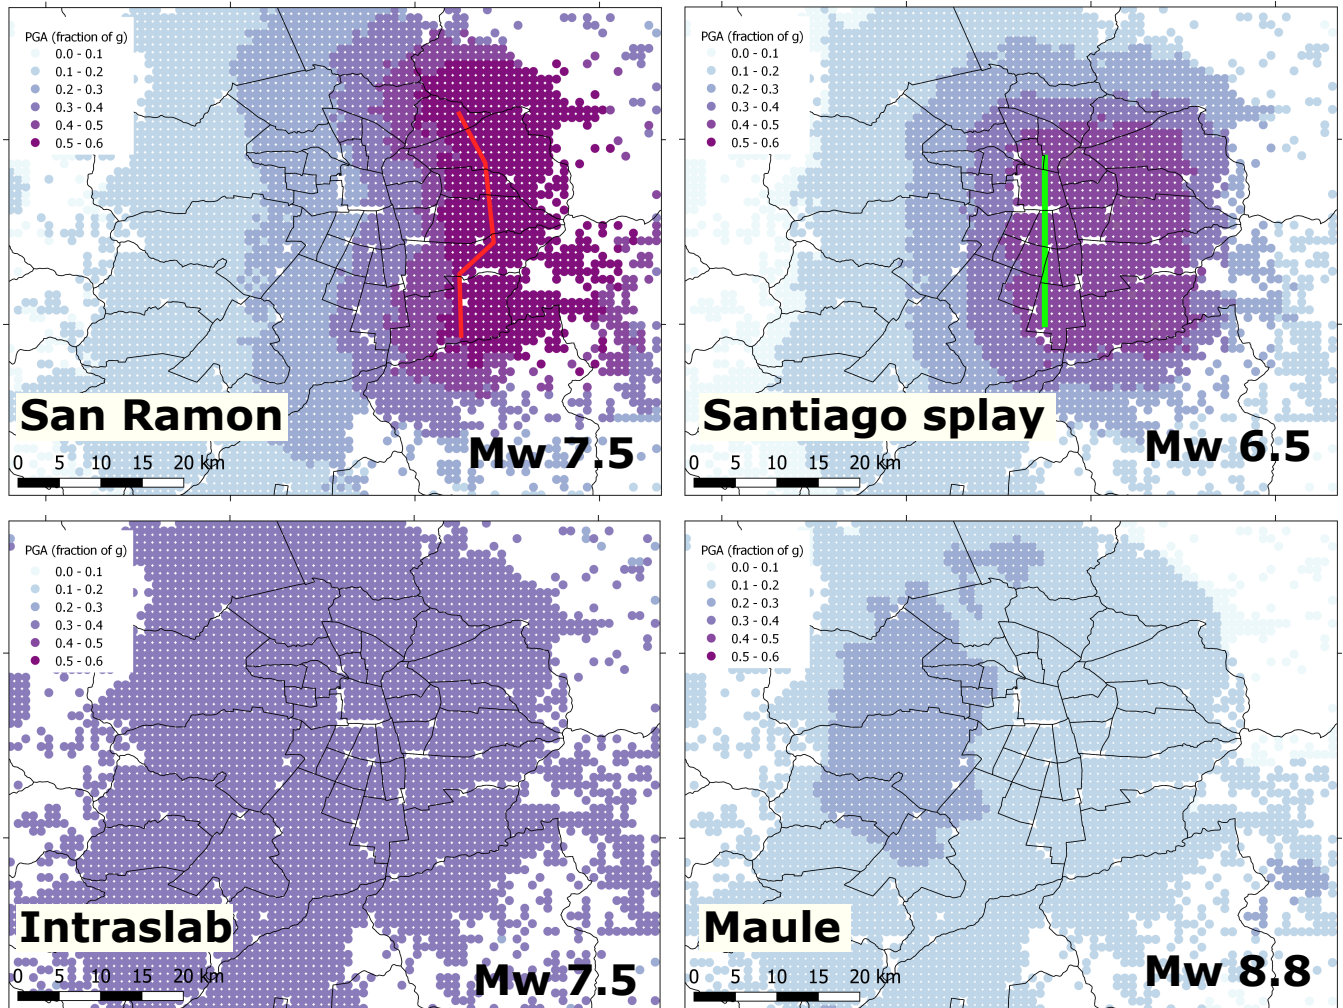 PGA (fraction of g)
0.0 - 0.1
0.1 - 0.2
0.2 - 0.3
0.3 - 0.4
0.4 - 0.5
0.5 - 0.6
San Ramon
Mw 7.5
0 5 10 15 20 km
PGA (fraction of g)
0.0 - 0.1
0.1 - 0.2
0.2 - 0.3
0.3 - 0.4
0.4 - 0.5
0.5 - 0.6
Santiago splay
Mw 6.5
0 5 10 15 20 km
PGA (fraction of g)
0.0 - 0.1
0.1 - 0.2
0.2 - 0.3
0.3 - 0.4
0.4 - 0.5
0.5 - 0.6
Intraslab
Mw 7.5
0 5 10 15 20 km
PGA (fraction of g)
0.0 - 0.1
0.1 - 0.2
0.2 - 0.3
0.3 - 0.4
0.4 - 0.5
0.5 - 0.6
Maule
Mw 8.8
0 5 10 15 20 km